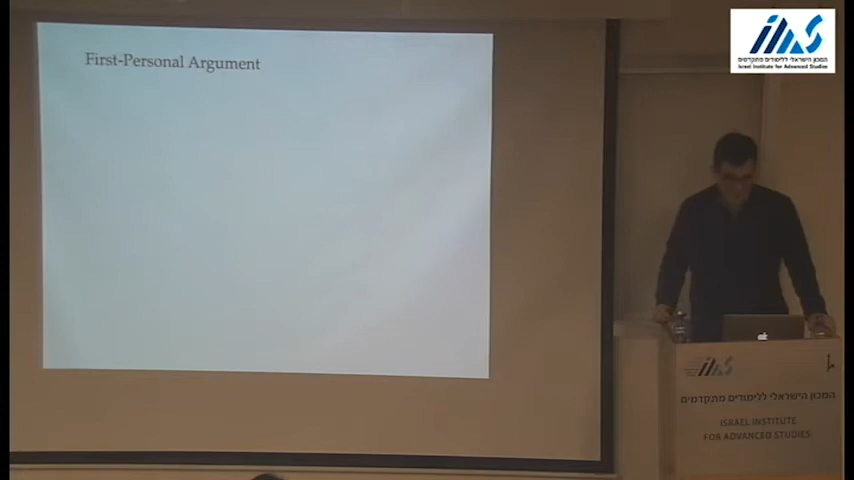 First-Personal Argument
המכון הישראלי ללימודים מתקדמים
Israel Institute for Advanced Studies
המכון הישראלי ללימודים מתקדמים
ISRAEL INSTITUTE
FOR ADVANCED STUDIES